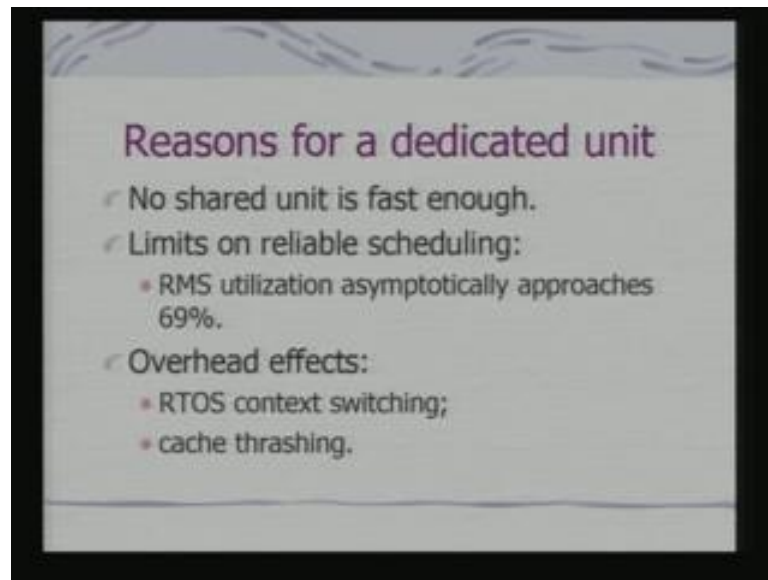 Reasons for a dedicated unit
No shared unit is fast enough.
Limits on reliable scheduling:
RMS utilization asymptotically approaches
69%.
Overhead effects:
RTOS context switching;
cache thrashing.